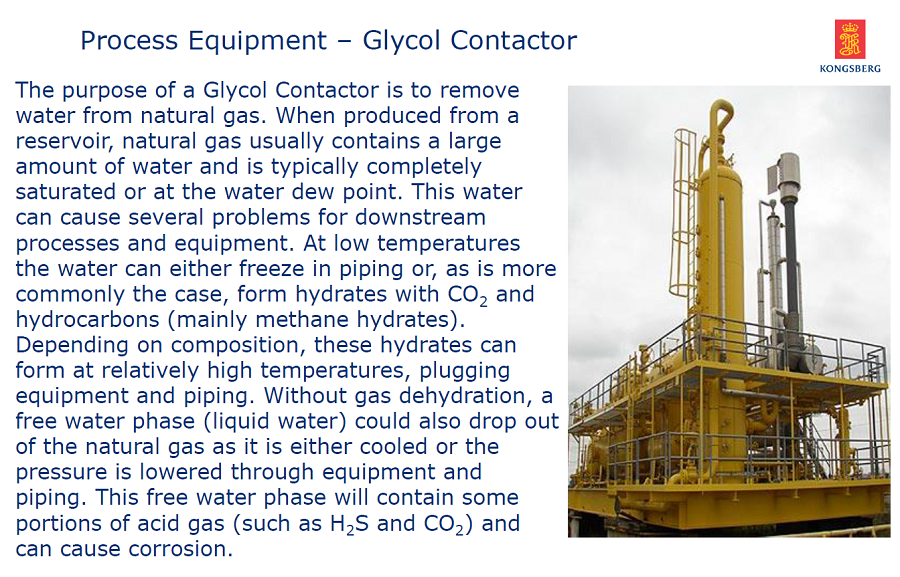 Process Equipment – Glycol Contactor
KONGSBERG
The purpose of a Glycol Contactor is to remove
water from natural gas. When produced from a
reservoir, natural gas usually contains a large
amount of water and is typically completely
saturated or at the water dew point. This water
can cause several problems for downstream
processes and equipment. At low temperatures
the water can either freeze in piping or, as is more
commonly the case, form hydrates with CO₂ and
hydrocarbons (mainly methane hydrates).
Depending on composition, these hydrates can
form at relatively high temperatures, plugging
equipment and piping. Without gas dehydration, a
free water phase (liquid water) could also drop out
of the natural gas as it is either cooled or the
pressure is lowered through equipment and
piping. This free water phase will contain some
portions of acid gas (such as H₂S and CO₂) and
can cause corrosion.